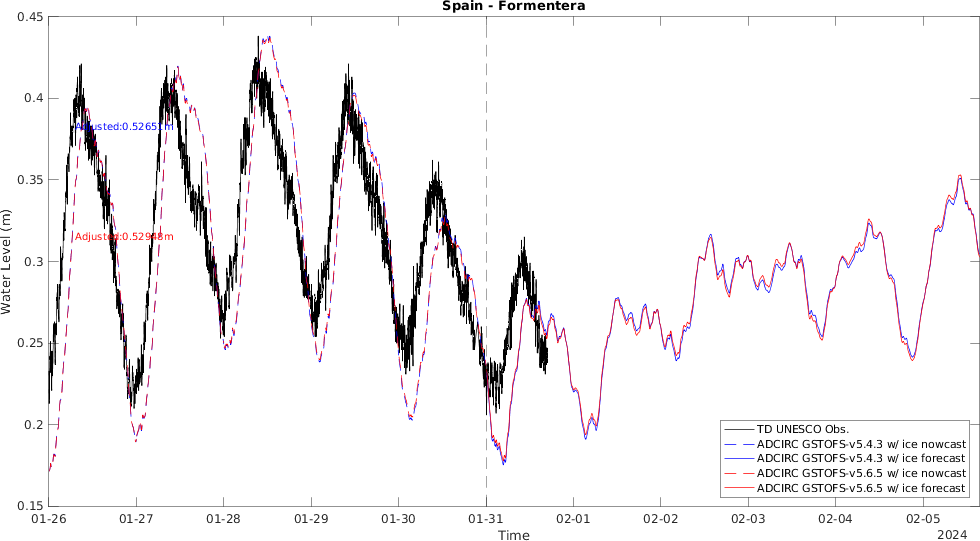 Spain - Formentera
0.45
0.4
0.35
0.3
0.25
0.2
0.15
Water Level (m)
Adjusted:0.52651m
Adjusted:0.52948m
TD UNESCO Obs.
ADCIRC GSTOFS-v5.4.3 w/ ice nowcast
ADCIRC GSTOFS-v5.4.3 w/ ice forecast
ADCIRC GSTOFS-v5.6.5 w/ ice nowcast
ADCIRC GSTOFS-v5.6.5 w/ ice forecast
01-26 01-27 01-28 01-29 01-30 01-31 02-01 02-02 02-03 02-04 02-05
Time
2024